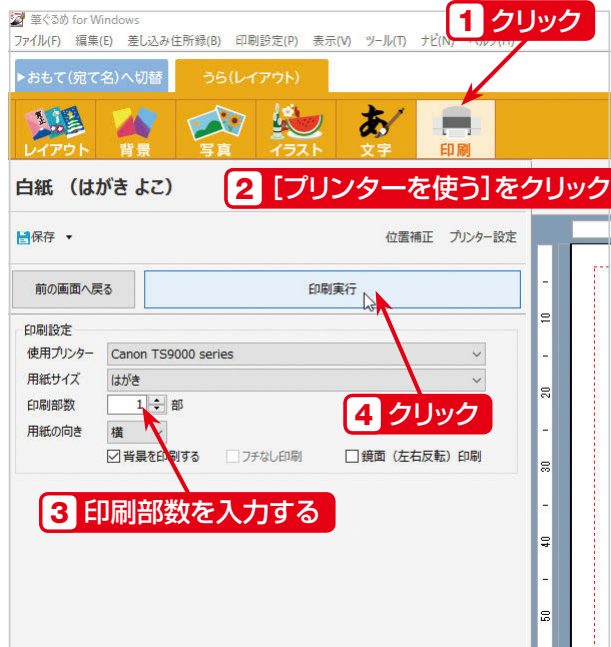 筆ぐるめ for Windows
1 クリック
ファイル(F) 編集(E) 差し込み住所録(B) 印刷設定(P) 表示(V) ツール(T) ナビ(N)
▶おもて(宛て名)へ切替 うら(レイアウト)
レイアウト 背景 写真 イラスト 文字 印刷
白紙 （はがき よこ）
2 [プリンターを使う]をクリック
保存 ▼ 位置補正 プリンター設定
前の画面へ戻る 印刷実行
印刷設定
使用プリンター Canon TS9000 series
用紙サイズ はがき
印刷部数 1 部
4 クリック
用紙の向き 横
背景を印刷する フチなし印刷 鏡面（左右反転）印刷
3 印刷部数を入力する
10
20
30
40
50